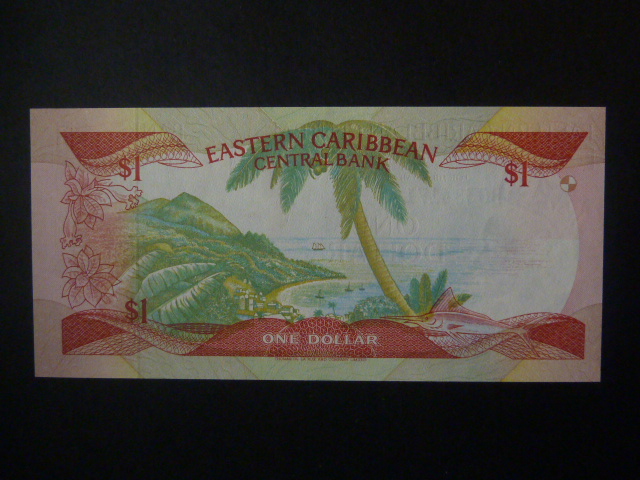 EASTERN CARIBBEAN
CENTRAL BANK
$1
$1
$1
ONE DOLLAR